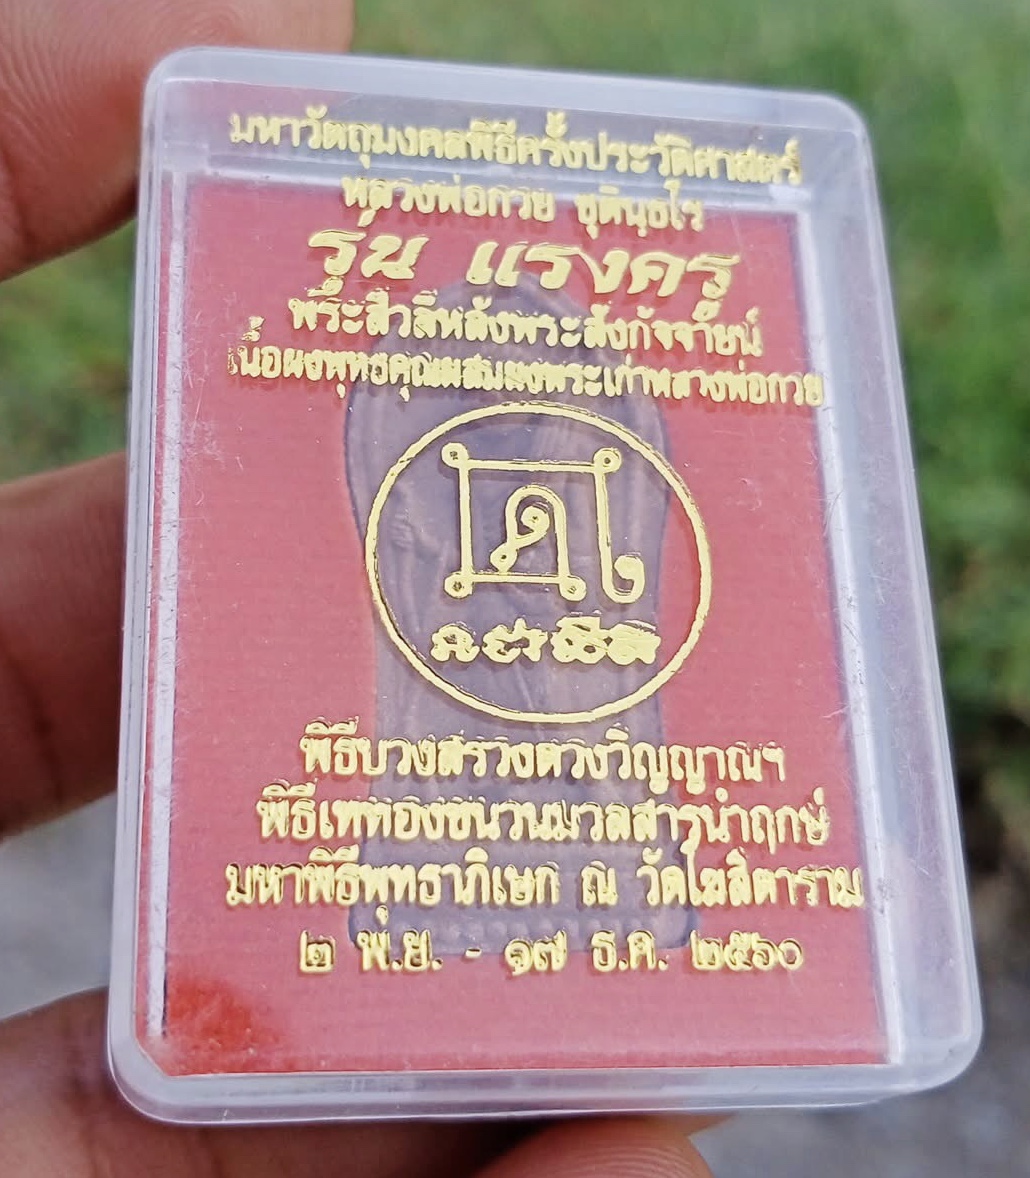 มหาวัตถุมงคลพิธีครั้งประวัติศาสตร์
หลวงพ่อกวย ชุตินฺธโร
รุ่น แรงครู
พระสีวลีหลังพระสังกัจจายน์
เนื้อผงพุทธคุณผสมผงพระเก่าหลวงพ่อกวย
พิธีบวงสรวงดวงวิญญาณฯ
พิธีเททองชนวนมวลสารนำฤกษ์
มหาพิธีพุทธาภิเษก ณ วัดโฆสิตาราม
๒ พ.ย. - ๑๗ ธ.ค. ๒๕๖๐